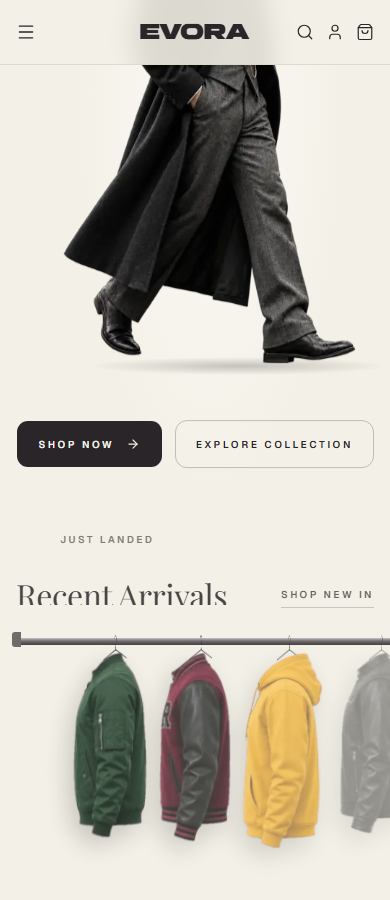 EVORA
SHOP NOW
EXPLORE COLLECTION
JUST LANDED
Recent Arrivals
SHOP NEW IN
R